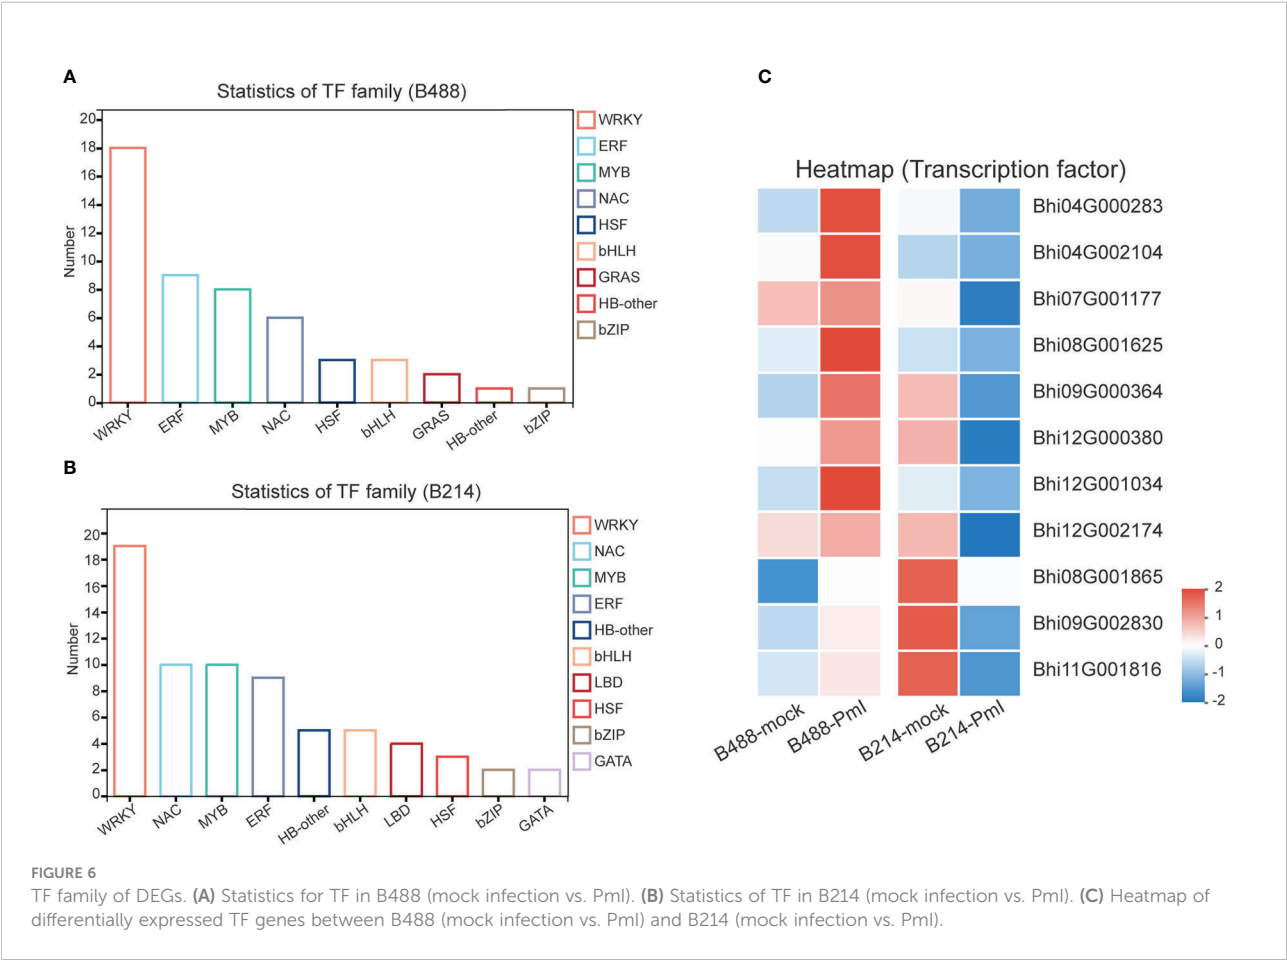 A
Statistics of TF family (B488)
Number
20
18
16
14
12
10
8
6
4
2
0
WRKY
ERF
MYB
NAC
HSF
bHLH
GRAS
HB-other
bZIP
WRKY
ERF
MYB
NAC
HSF
bHLH
GRAS
HB-other
bZIP
B
Statistics of TF family (B214)
Number
20
18
16
14
12
10
8
6
4
2
0
WRKY
NAC
MYB
ERF
HB-other
bHLH
LBD
HSF
bZIP
GATA
WRKY
NAC
MYB
ERF
HB-other
bHLH
LBD
HSF
bZIP
GATA
C
Heatmap (Transcription factor)
Bhi04G000283
Bhi04G002104
Bhi07G001177
Bhi08G001625
Bhi09G000364
Bhi12G000380
Bhi12G001034
Bhi12G002174
Bhi08G001865
Bhi09G002830
Bhi11G001816
B488-mock
B488-Pml
B214-mock
B214-Pml
2
1
0
-1
-2
FIGURE 6
TF family of DEGs. (A) Statistics for TF in B488 (mock infection vs. Pml). (B) Statistics of TF in B214 (mock infection vs. Pml). (C) Heatmap of
differentially expressed TF genes between B488 (mock infection vs. Pml) and B214 (mock infection vs. Pml).